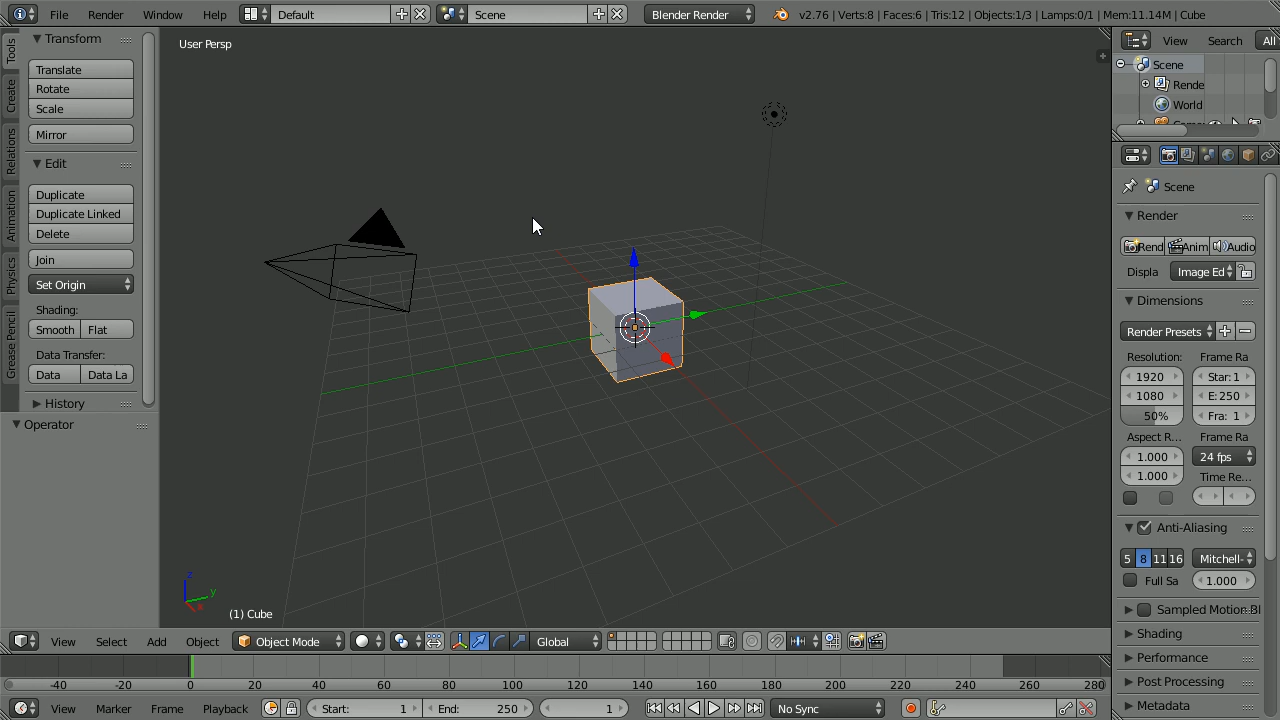 File Render Window Help Default Scene Blender Render v2.76 | Verts:8 | Faces:6 | Tris:12 | Objects:1/3 | Lamps:0/1 | Mem:11.14M | Cube
Tools
Create
Relations
Animation
Physics
Grease Pencil
Transform
Translate
Rotate
Scale
Mirror
Edit
Duplicate
Duplicate Linked
Delete
Join
Set Origin
Shading:
Smooth Flat
Data Transfer:
Data Data La
History
Operator
User Persp
z
y
x
(1) Cube
View Select Add Object Object Mode Global
-40 -20 0 20 40 60 80 100 120 140 160 180 200 220 240 260 280
View Marker Frame Playback Start: 1 End: 250 1 No Sync
View Search All
Scene
Rende
World
Scene
Render
Rend Anim Audio
Displa Image Ed
Dimensions
Render Presets
Resolution: Frame Ra
1920 Star: 1
1080 E: 250
50% Fra: 1
Aspect R... Frame Ra
1.000 24 fps
1.000 Time Re...
Anti-Aliasing
5 8 11 16 Mitchell-
Full Sa 1.000
Sampled Motion Bl
Shading
Performance
Post Processing
Metadata